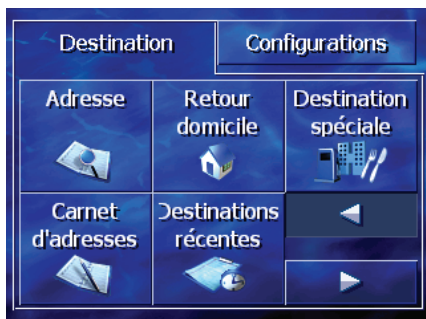 Destination
Configurations
Adresse
Retour
domicile
Destination
spéciale
Carnet
d'adresses
Destinations
récentes